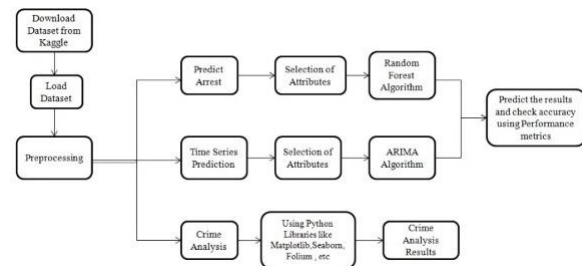 Download
Dataset from
Kaggle
Load
Dataset
Preprocessing
Predict
Arrest
Selection of
Attributes
Random
Forest
Algorithm
Time Series
Prediction
Selection of
Attributes
ARIMA
Algorithm
Predict the results
and check accuracy
using Performance
metrics
Crime
Analysis
Using Python
Libraries like
Matplotlib,Seaborn,
Folium , etc
Crime
Analysis
Results